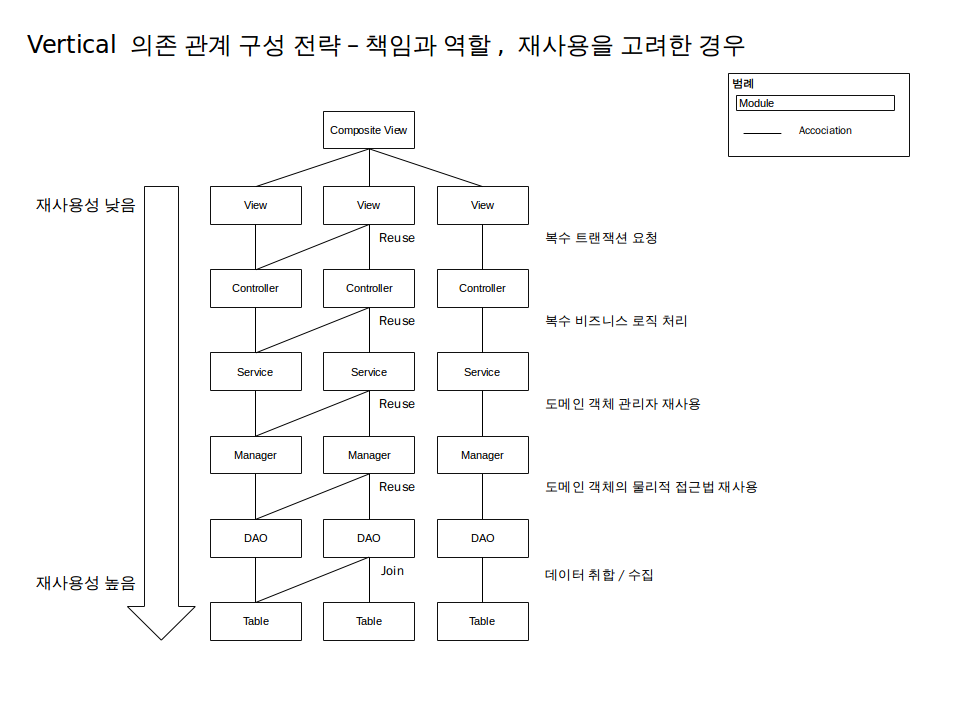 Vertical 의존 관계 구성 전략 – 책임과 역할 , 재사용을 고려한 경우
범례
Module
Accociation
Composite View
재사용성 낮음
View View View
Reuse
복수 트랜잭션 요청
Controller Controller Controller
Reuse
복수 비즈니스 로직 처리
Service Service Service
Reuse
도메인 객체 관리자 재사용
Manager Manager Manager
Reuse
도메인 객체의 물리적 접근법 재사용
DAO DAO DAO
Join
데이터 취합 / 수집
재사용성 높음
Table Table Table